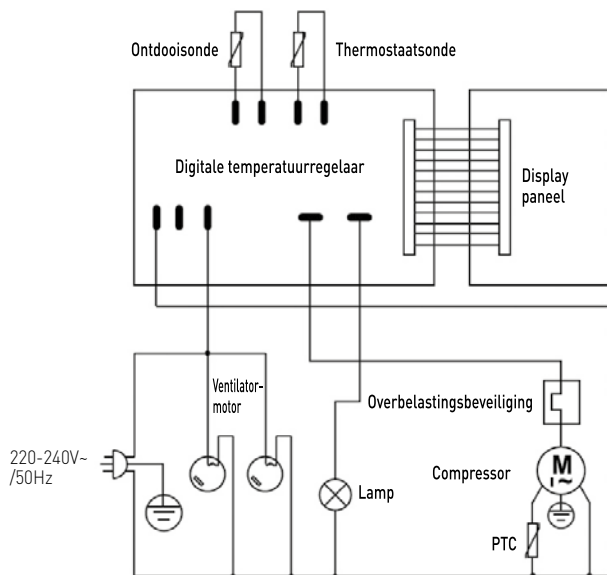 Ontdooisonde
Thermostaatsonde
Digitale temperatuurregelaar
Display
paneel
Ventilator-
motor
Overbelastingsbeveiliging
220-240V~
/50Hz
Compressor
M
I ~
Lamp
PTC